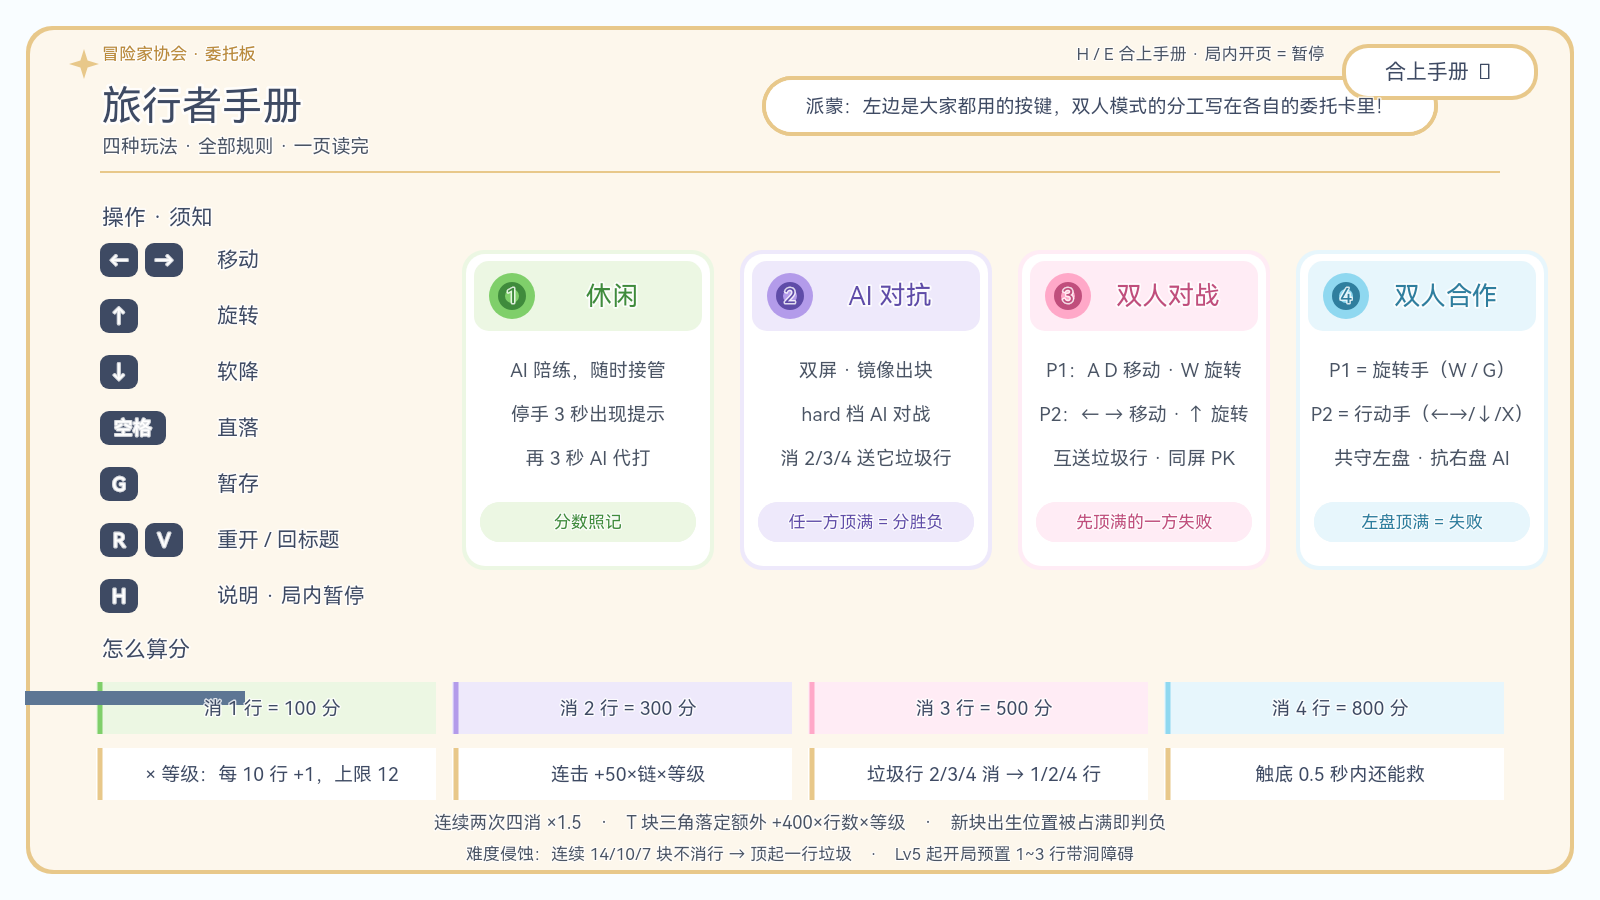 冒险家协会 · 委托板
H / E 合上手册 · 局内开页 = 暂停
合上手册
旅行者手册
派蒙：左边是大家都用的按键，双人模式的分工写在各自的委托卡里！
四种玩法 · 全部规则 · 一页读完
操作 · 须知
← → 移动
↑ 旋转
↓ 软降
空格 直落
G 暂存
R V 重开 / 回标题
H 说明 · 局内暂停
1 休闲
AI 陪练，随时接管
停手 3 秒出现提示
再 3 秒 AI 代打
分数照记
2 AI 对抗
双屏 · 镜像出块
hard 档 AI 对战
消 2/3/4 送它垃圾行
任一方顶满 = 分胜负
3 双人对战
P1：A D 移动 · W 旋转
P2：← → 移动 · ↑ 旋转
互送垃圾行 · 同屏 PK
先顶满的一方失败
4 双人合作
P1 = 旋转手（W / G）
P2 = 行动手（←→/↓/X）
共守左盘 · 抗右盘 AI
左盘顶满 = 失败
怎么算分
消 1 行 = 100 分
消 2 行 = 300 分
消 3 行 = 500 分
消 4 行 = 800 分
× 等级：每 10 行 +1，上限 12
连击 +50×链×等级
垃圾行 2/3/4 消 → 1/2/4 行
触底 0.5 秒内还能救
连续两次四消 ×1.5 · T 块三角落定额外 +400×行数×等级 · 新块出生位置被占满即判负
难度侵蚀：连续 14/10/7 块不消行 → 顶起一行垃圾 · Lv5 起开局预置 1~3 行带洞障碍